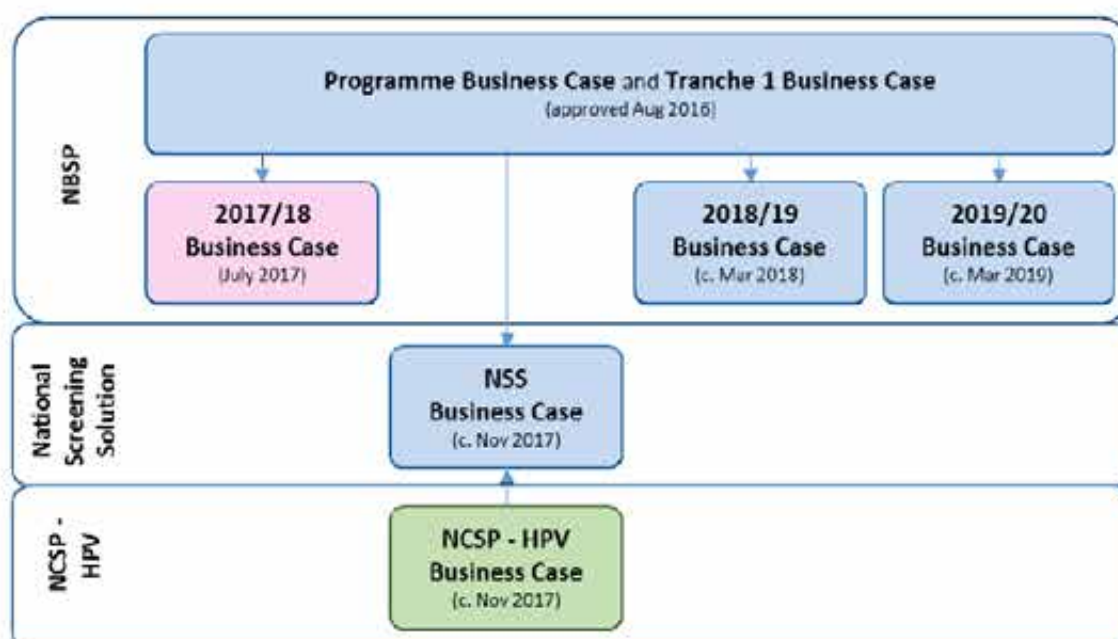 NBSP
Programme Business Case and Tranche 1 Business Case
(approved Aug 2016)
2017/18
Business Case
(July 2017)
2018/19
Business Case
(c. Mar 2018)
2019/20
Business Case
(c. Mar 2019)
National
Screening
Solution
NSS
Business Case
(c. Nov 2017)
NCSP -
HPV
NCSP - HPV
Business Case
(c. Nov 2017)